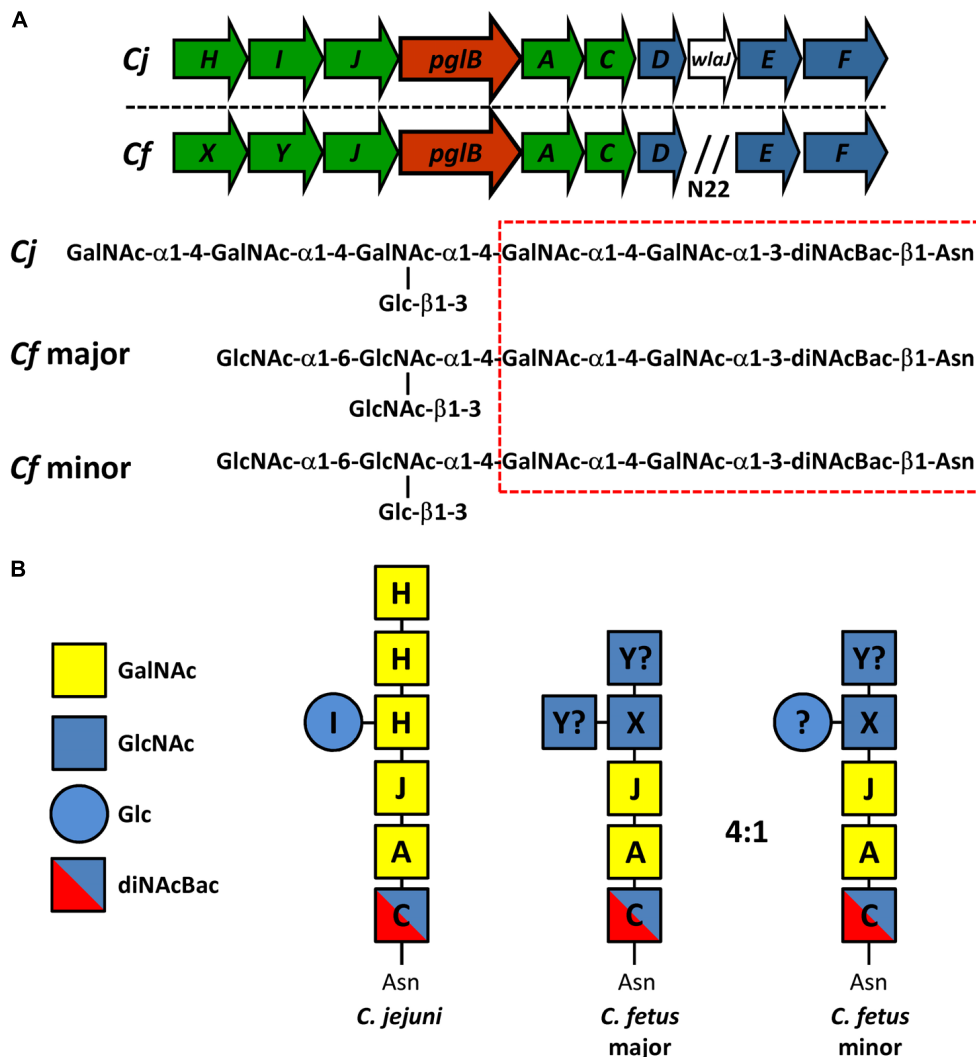 A
Cj H I J pglB A C D wlaJ E F
Cf X Y J pglB A C D // E F
N22
Cj GalNAc-α1-4-GalNAc-α1-4-GalNAc-α1-4-GalNAc-α1-4-GalNAc-α1-3-diNAcBac-β1-Asn
Glc-β1-3
Cf major GlcNAc-α1-6-GlcNAc-α1-4-GalNAc-α1-4-GalNAc-α1-3-diNAcBac-β1-Asn
GlcNAc-β1-3
Cf minor GlcNAc-α1-6-GlcNAc-α1-4-GalNAc-α1-4-GalNAc-α1-3-diNAcBac-β1-Asn
Glc-β1-3
B
GalNAc
GlcNAc
Glc
diNAcBac
H
H
I H
J
A
C
Asn
C. jejuni
Y?
Y? X
J
A
C
Asn
C. fetus
major
4:1
Y?
? X
J
A
C
Asn
C. fetus
minor